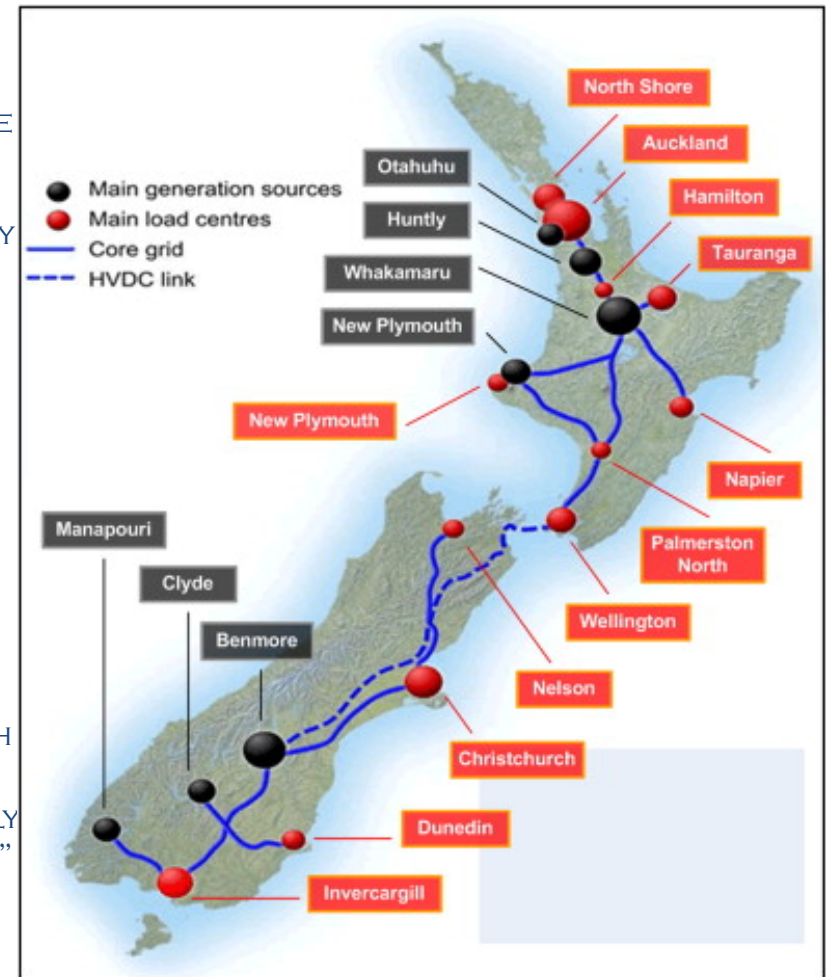 E
Y
H
LY
”
Main generation sources
Main load centres
Core grid
HVDC link
North Shore
Auckland
Otahuhu
Hamilton
Huntly
Tauranga
Whakamaru
New Plymouth
New Plymouth
Napier
Palmerston
North
Wellington
Nelson
Christchurch
Manapouri
Clyde
Benmore
Dunedin
Invercargill